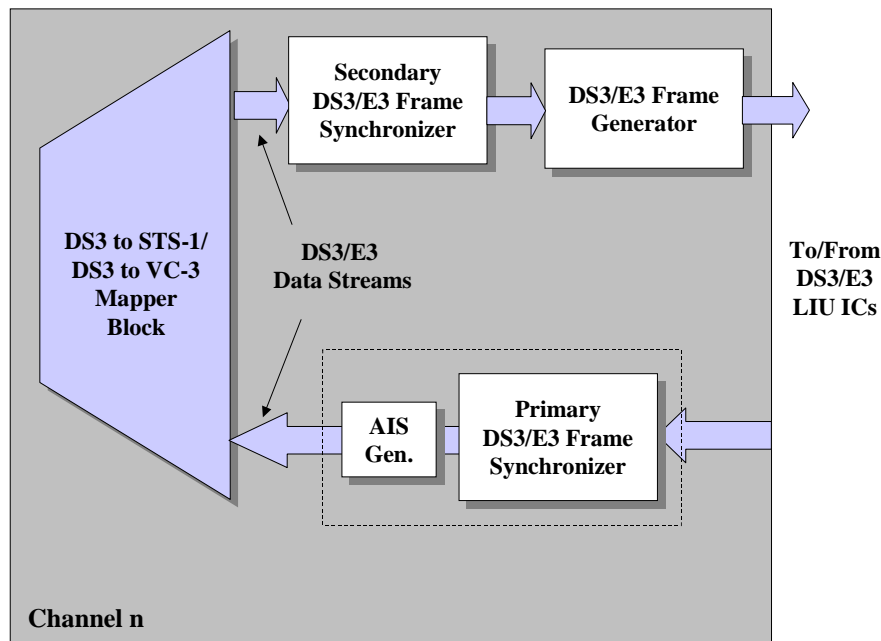 Secondary
DS3/E3 Frame
Synchronizer
DS3/E3 Frame
Generator
DS3 to STS-1/
DS3 to VC-3
Mapper
Block
DS3/E3
Data Streams
To/From
DS3/E3
LIU ICs
AIS
Gen.
Primary
DS3/E3 Frame
Synchronizer
Channel n